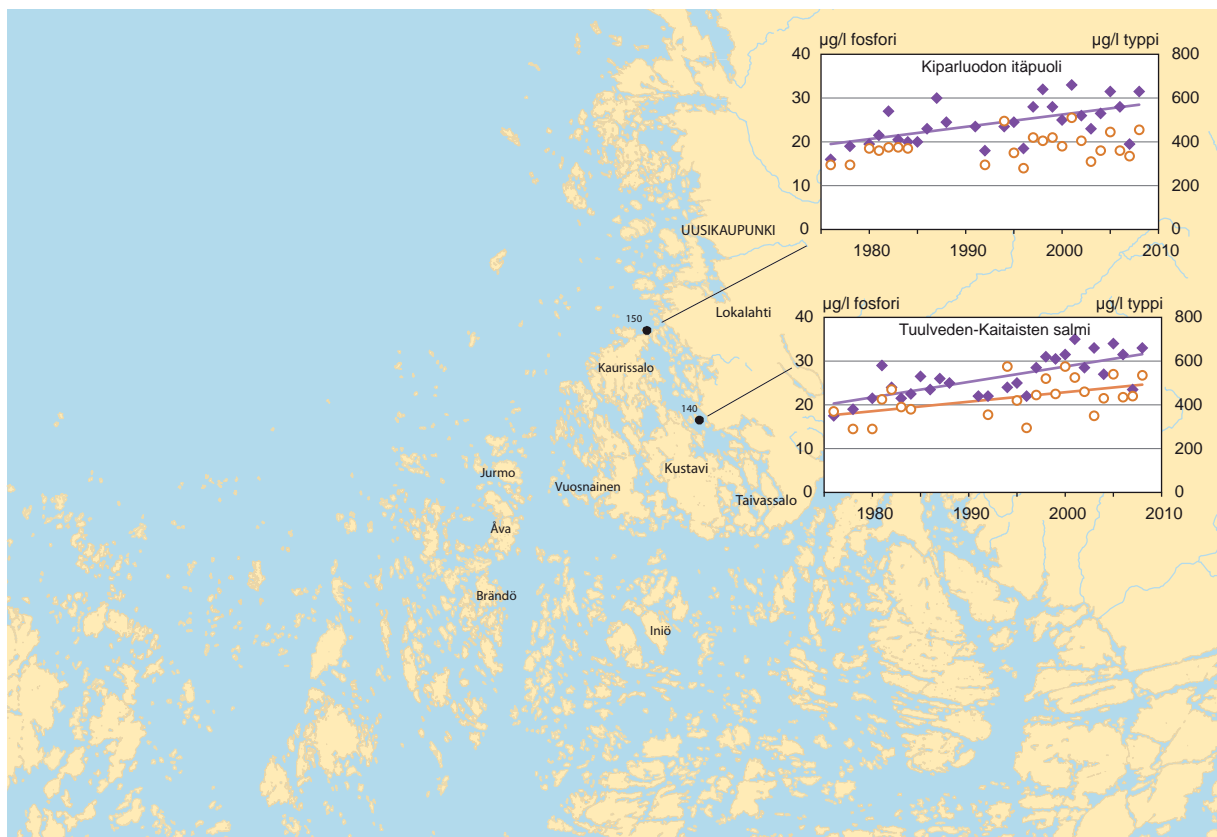 µg/l fosfori µg/l typpi
Kiparluodon itäpuoli
40 800
30 600
20 400
10 200
0 0
1980 1990 2000 2010
UUSIKAUPUNKI
µg/l fosfori µg/l typpi
Tuulveden-Kaitaisten salmi
40 800
30 600
20 400
10 200
0 0
1980 1990 2000 2010
Lokalahti
150
Kaurissalo
140
Jurmo
Kustavi
Vuosnainen
Taivassalo
Åva
Brändö
Iniö